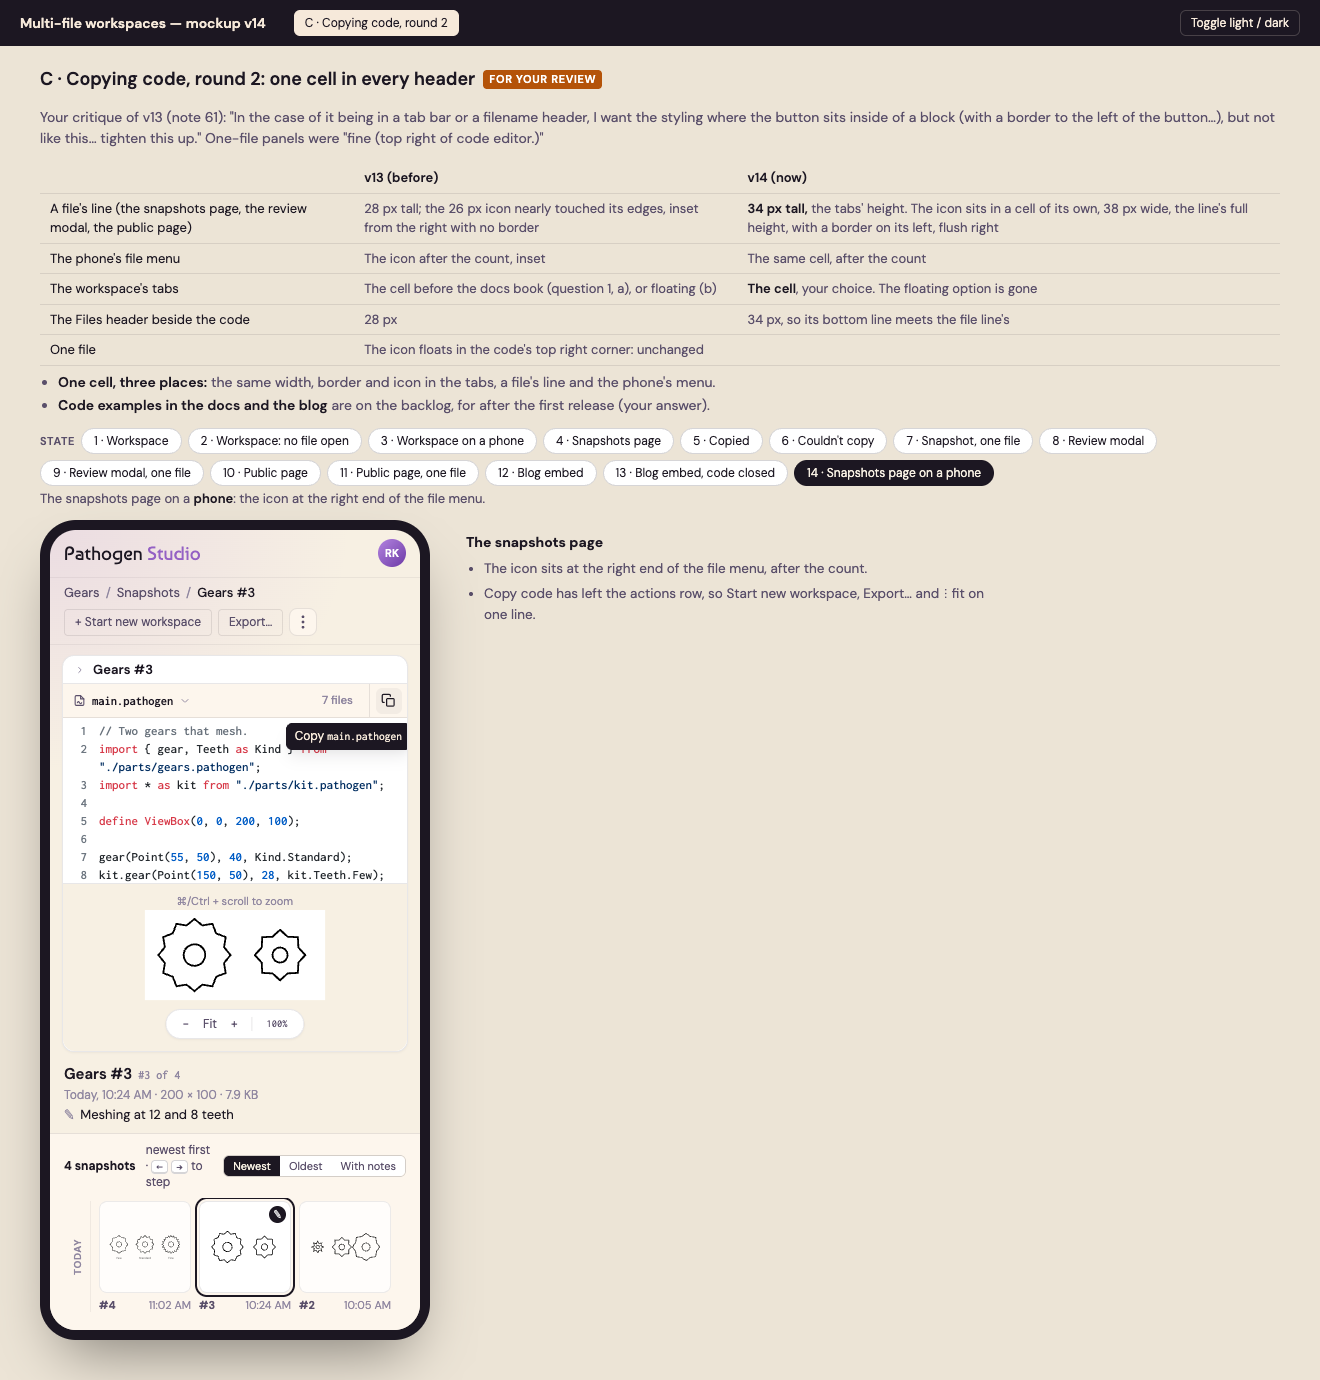 Multi-file workspaces — mockup v14
C · Copying code, round 2
Toggle light / dark
C · Copying code, round 2: one cell in every header FOR YOUR REVIEW
Your critique of v13 (note 61): "In the case of it being in a tab bar or a filename header, I want the styling where the button sits inside of a block (with a border to the left of the button…), but not
like this… tighten this up." One-file panels were "fine (top right of code editor.)"
v13 (before) v14 (now)
A file's line (the snapshots page, the review
modal, the public page)
28 px tall; the 26 px icon nearly touched its edges, inset
from the right with no border
34 px tall, the tabs' height. The icon sits in a cell of its own, 38 px wide, the line's full
height, with a border on its left, flush right
The phone's file menu The icon after the count, inset The same cell, after the count
The workspace's tabs The cell before the docs book (question 1, a), or floating (b) The cell, your choice. The floating option is gone
The Files header beside the code 28 px 34 px, so its bottom line meets the file line's
One file The icon floats in the code's top right corner: unchanged
• One cell, three places: the same width, border and icon in the tabs, a file's line and the phone's menu.
• Code examples in the docs and the blog are on the backlog, for after the first release (your answer).
STATE 1 · Workspace 2 · Workspace: no file open 3 · Workspace on a phone 4 · Snapshots page 5 · Copied 6 · Couldn't copy 7 · Snapshot, one file 8 · Review modal
9 · Review modal, one file 10 · Public page 11 · Public page, one file 12 · Blog embed 13 · Blog embed, code closed 14 · Snapshots page on a phone
The snapshots page on a phone: the icon at the right end of the file menu.
Pathogen Studio RK
Gears / Snapshots / Gears #3
+ Start new workspace Export… ⋮
› Gears #3
main.pathogen 7 files
Copy main.pathogen
1 // Two gears that mesh.
2 import { gear, Teeth as Kind } from
"./parts/gears.pathogen";
3 import * as kit from "./parts/kit.pathogen";
4
5 define ViewBox(0, 0, 200, 100);
6
7 gear(Point(55, 50), 40, Kind.Standard);
8 kit.gear(Point(150, 50), 28, kit.Teeth.Few);
⌘/Ctrl + scroll to zoom
− Fit + 100%
Gears #3 #3 of 4
Today, 10:24 AM · 200 × 100 · 7.9 KB
✎ Meshing at 12 and 8 teeth
4 snapshots
newest first
· ← → to
step
Newest Oldest With notes
TODAY
#4 11:02 AM #3 10:24 AM #2 10:05 AM
The snapshots page
• The icon sits at the right end of the file menu, after the count.
• Copy code has left the actions row, so Start new workspace, Export… and ⋮ fit on
one line.